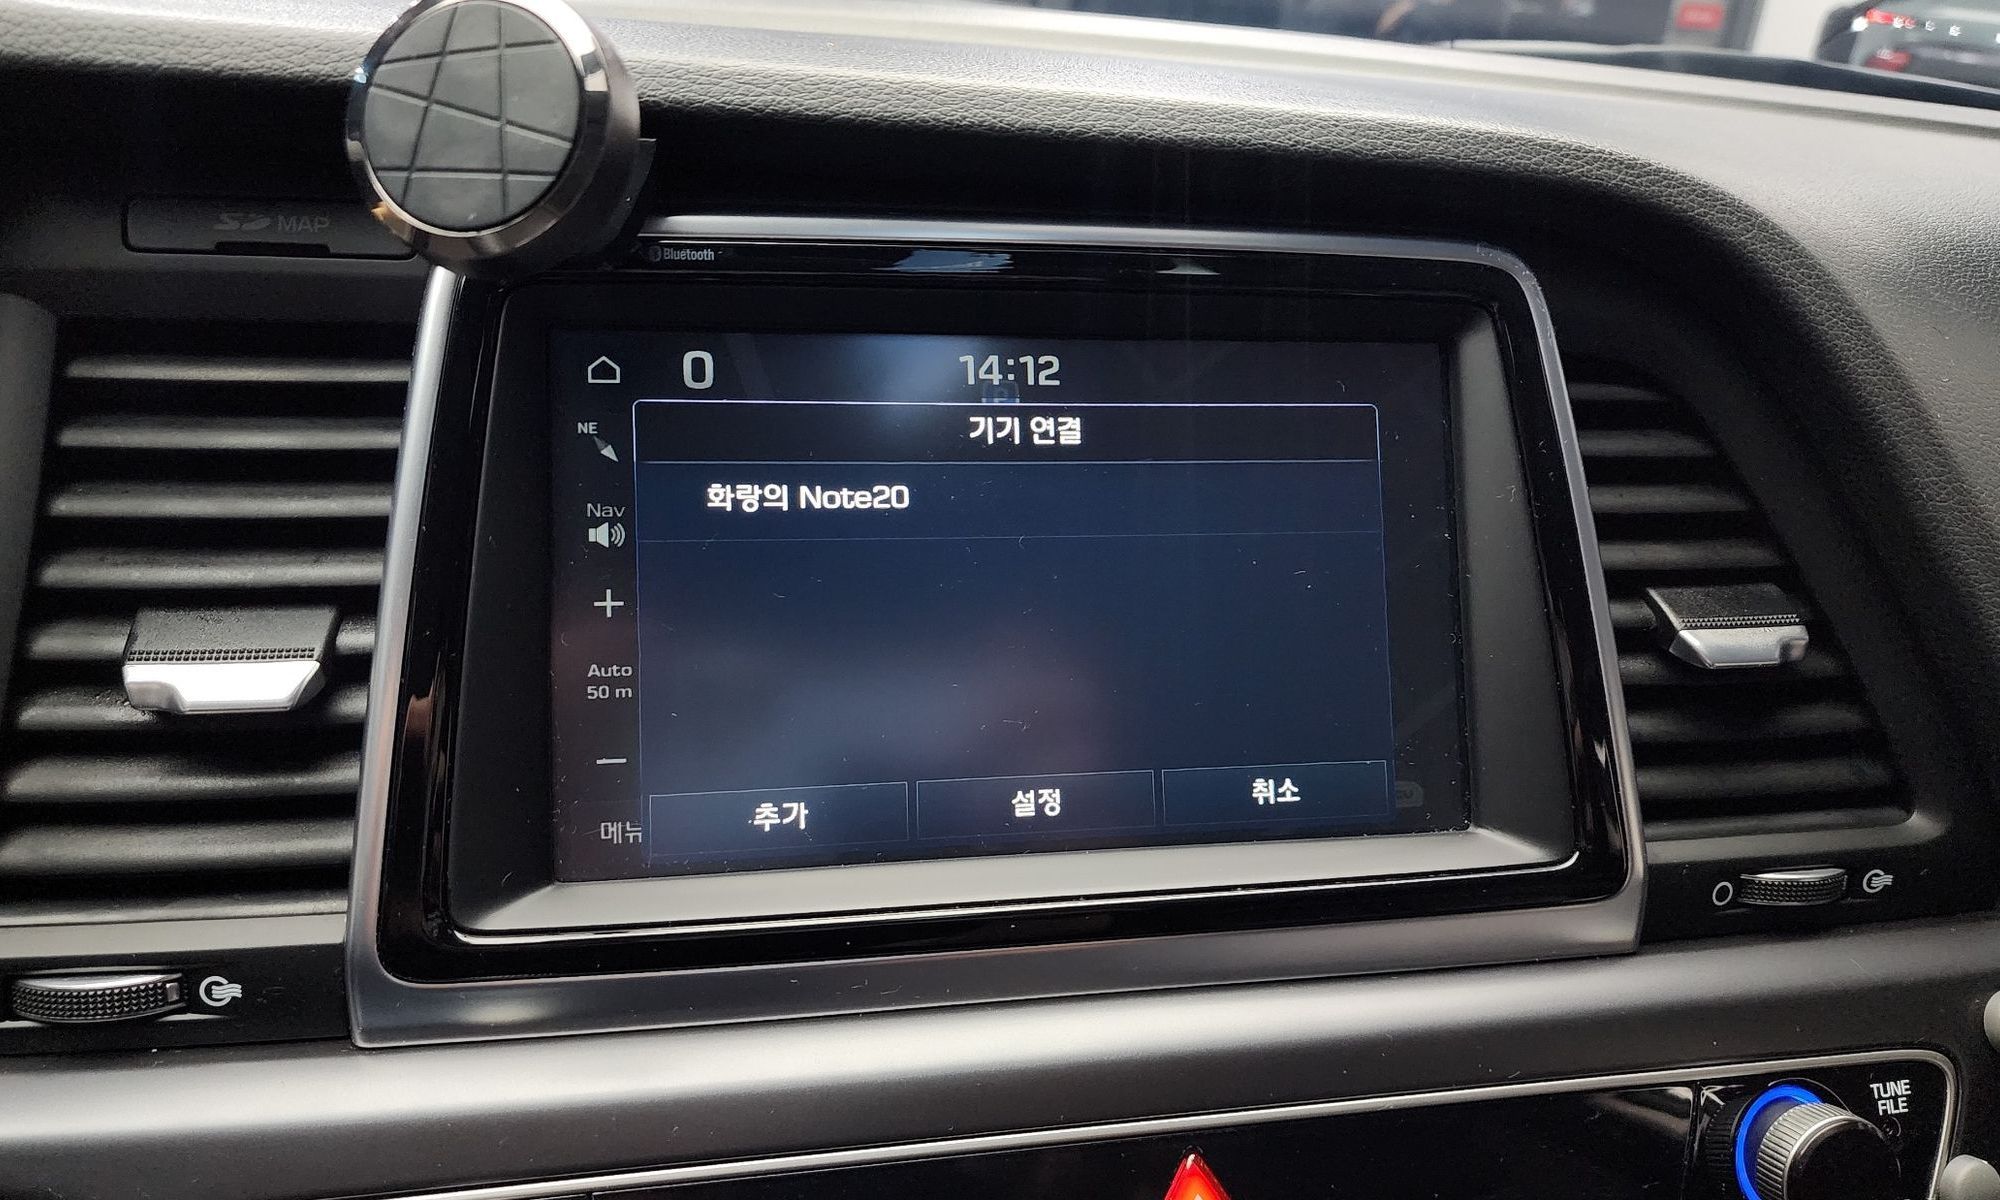 SD MAP
Bluetooth
0
14:12
기기 연결
NE
화랑의 Note20
Nav
Auto
50 m
추가
설정
취소
메뉴
TUNE
FILE